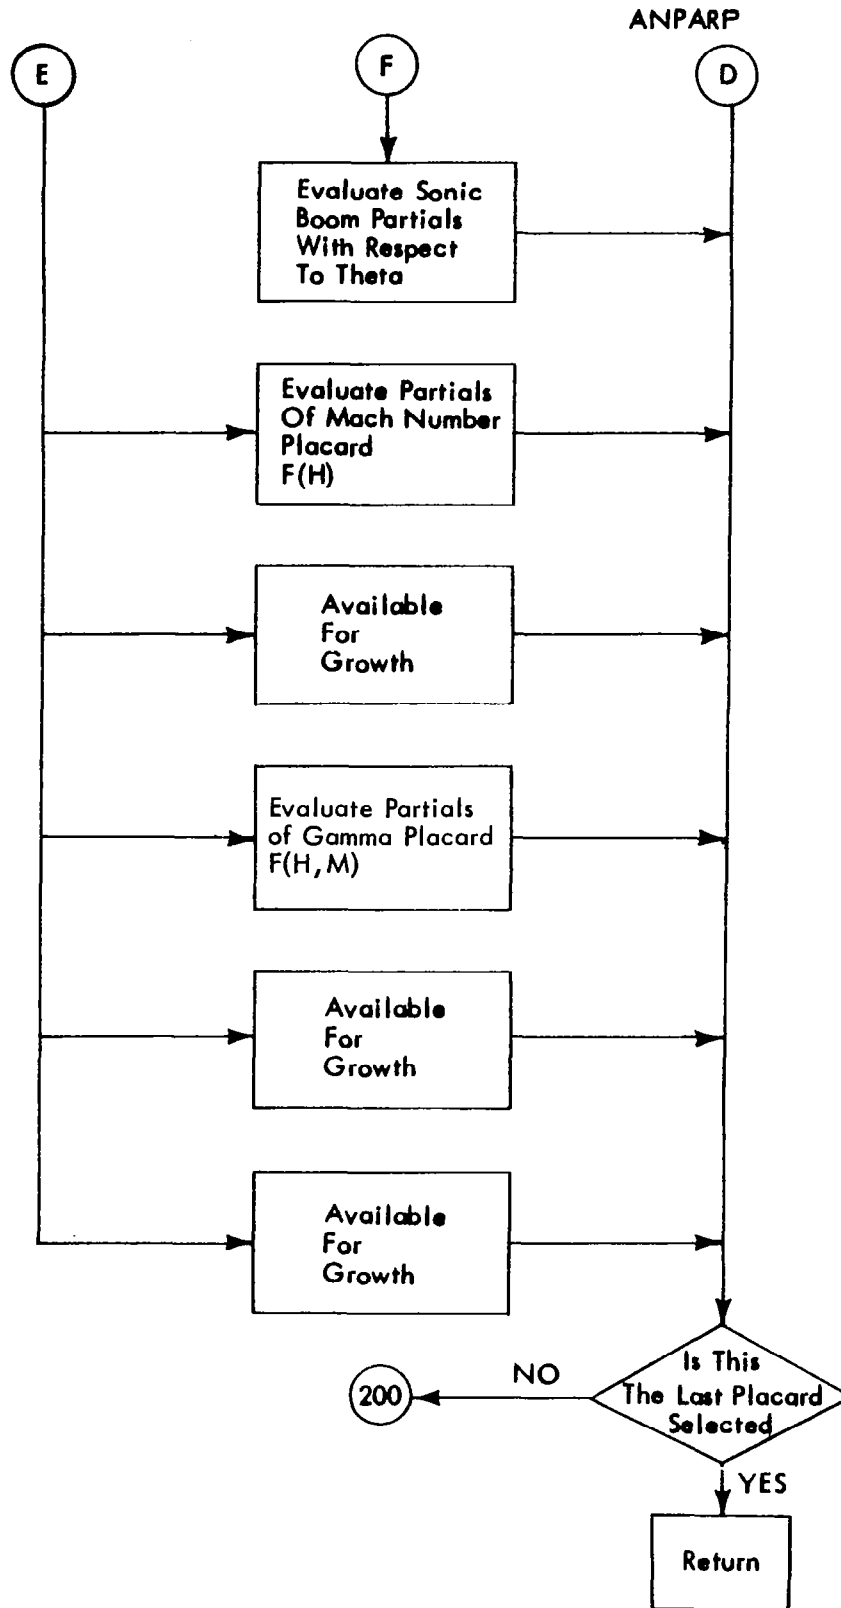 ANPARP
E
F
D
Evaluate Sonic
Boom Partials
With Respect
To Theta
Evaluate Partials
Of Mach Number
Placard
F(H)
Available
For
Growth
Evaluate Partials
of Gamma Placard
F(H,M)
Available
For
Growth
Available
For
Growth
Is This
The Last Placard
Selected
NO
200
YES
Return